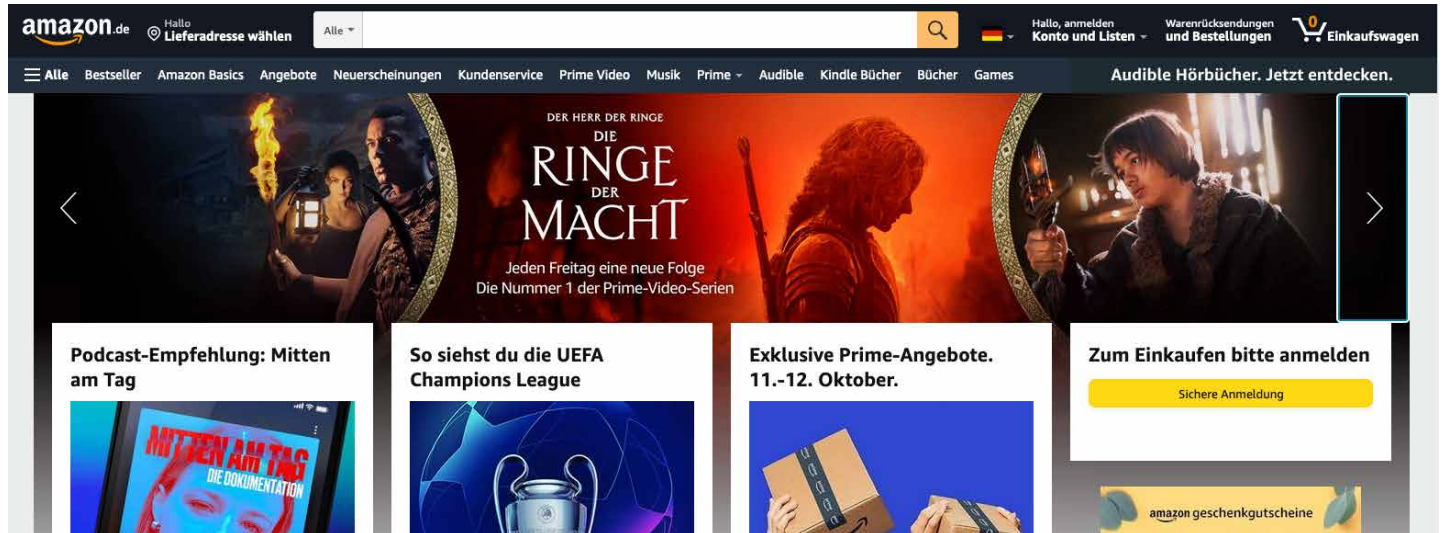 amazon.de
Hallo
Lieferadresse wählen
Alle
Hallo, anmelden
Konto und Listen
Warenrücksendungen
und Bestellungen
0
Einkaufswagen
Alle
Bestseller
Amazon Basics
Angebote
Neuerscheinungen
Kundenservice
Prime Video
Musik
Prime
Audible
Kindle Bücher
Bücher
Games
Audible Hörbücher. Jetzt entdecken.
DER HERR DER RINGE
DIE
RINGE
DER
MACHT
Jeden Freitag eine neue Folge
Die Nummer 1 der Prime-Video-Serien
Podcast-Empfehlung: Mitten
am Tag
MITTEN AM TAG
DIE DOKUMENTATION
So siehst du die UEFA
Champions League
Exklusive Prime-Angebote.
11.-12. Oktober.
Zum Einkaufen bitte anmelden
Sichere Anmeldung
amazon geschenkgutscheine